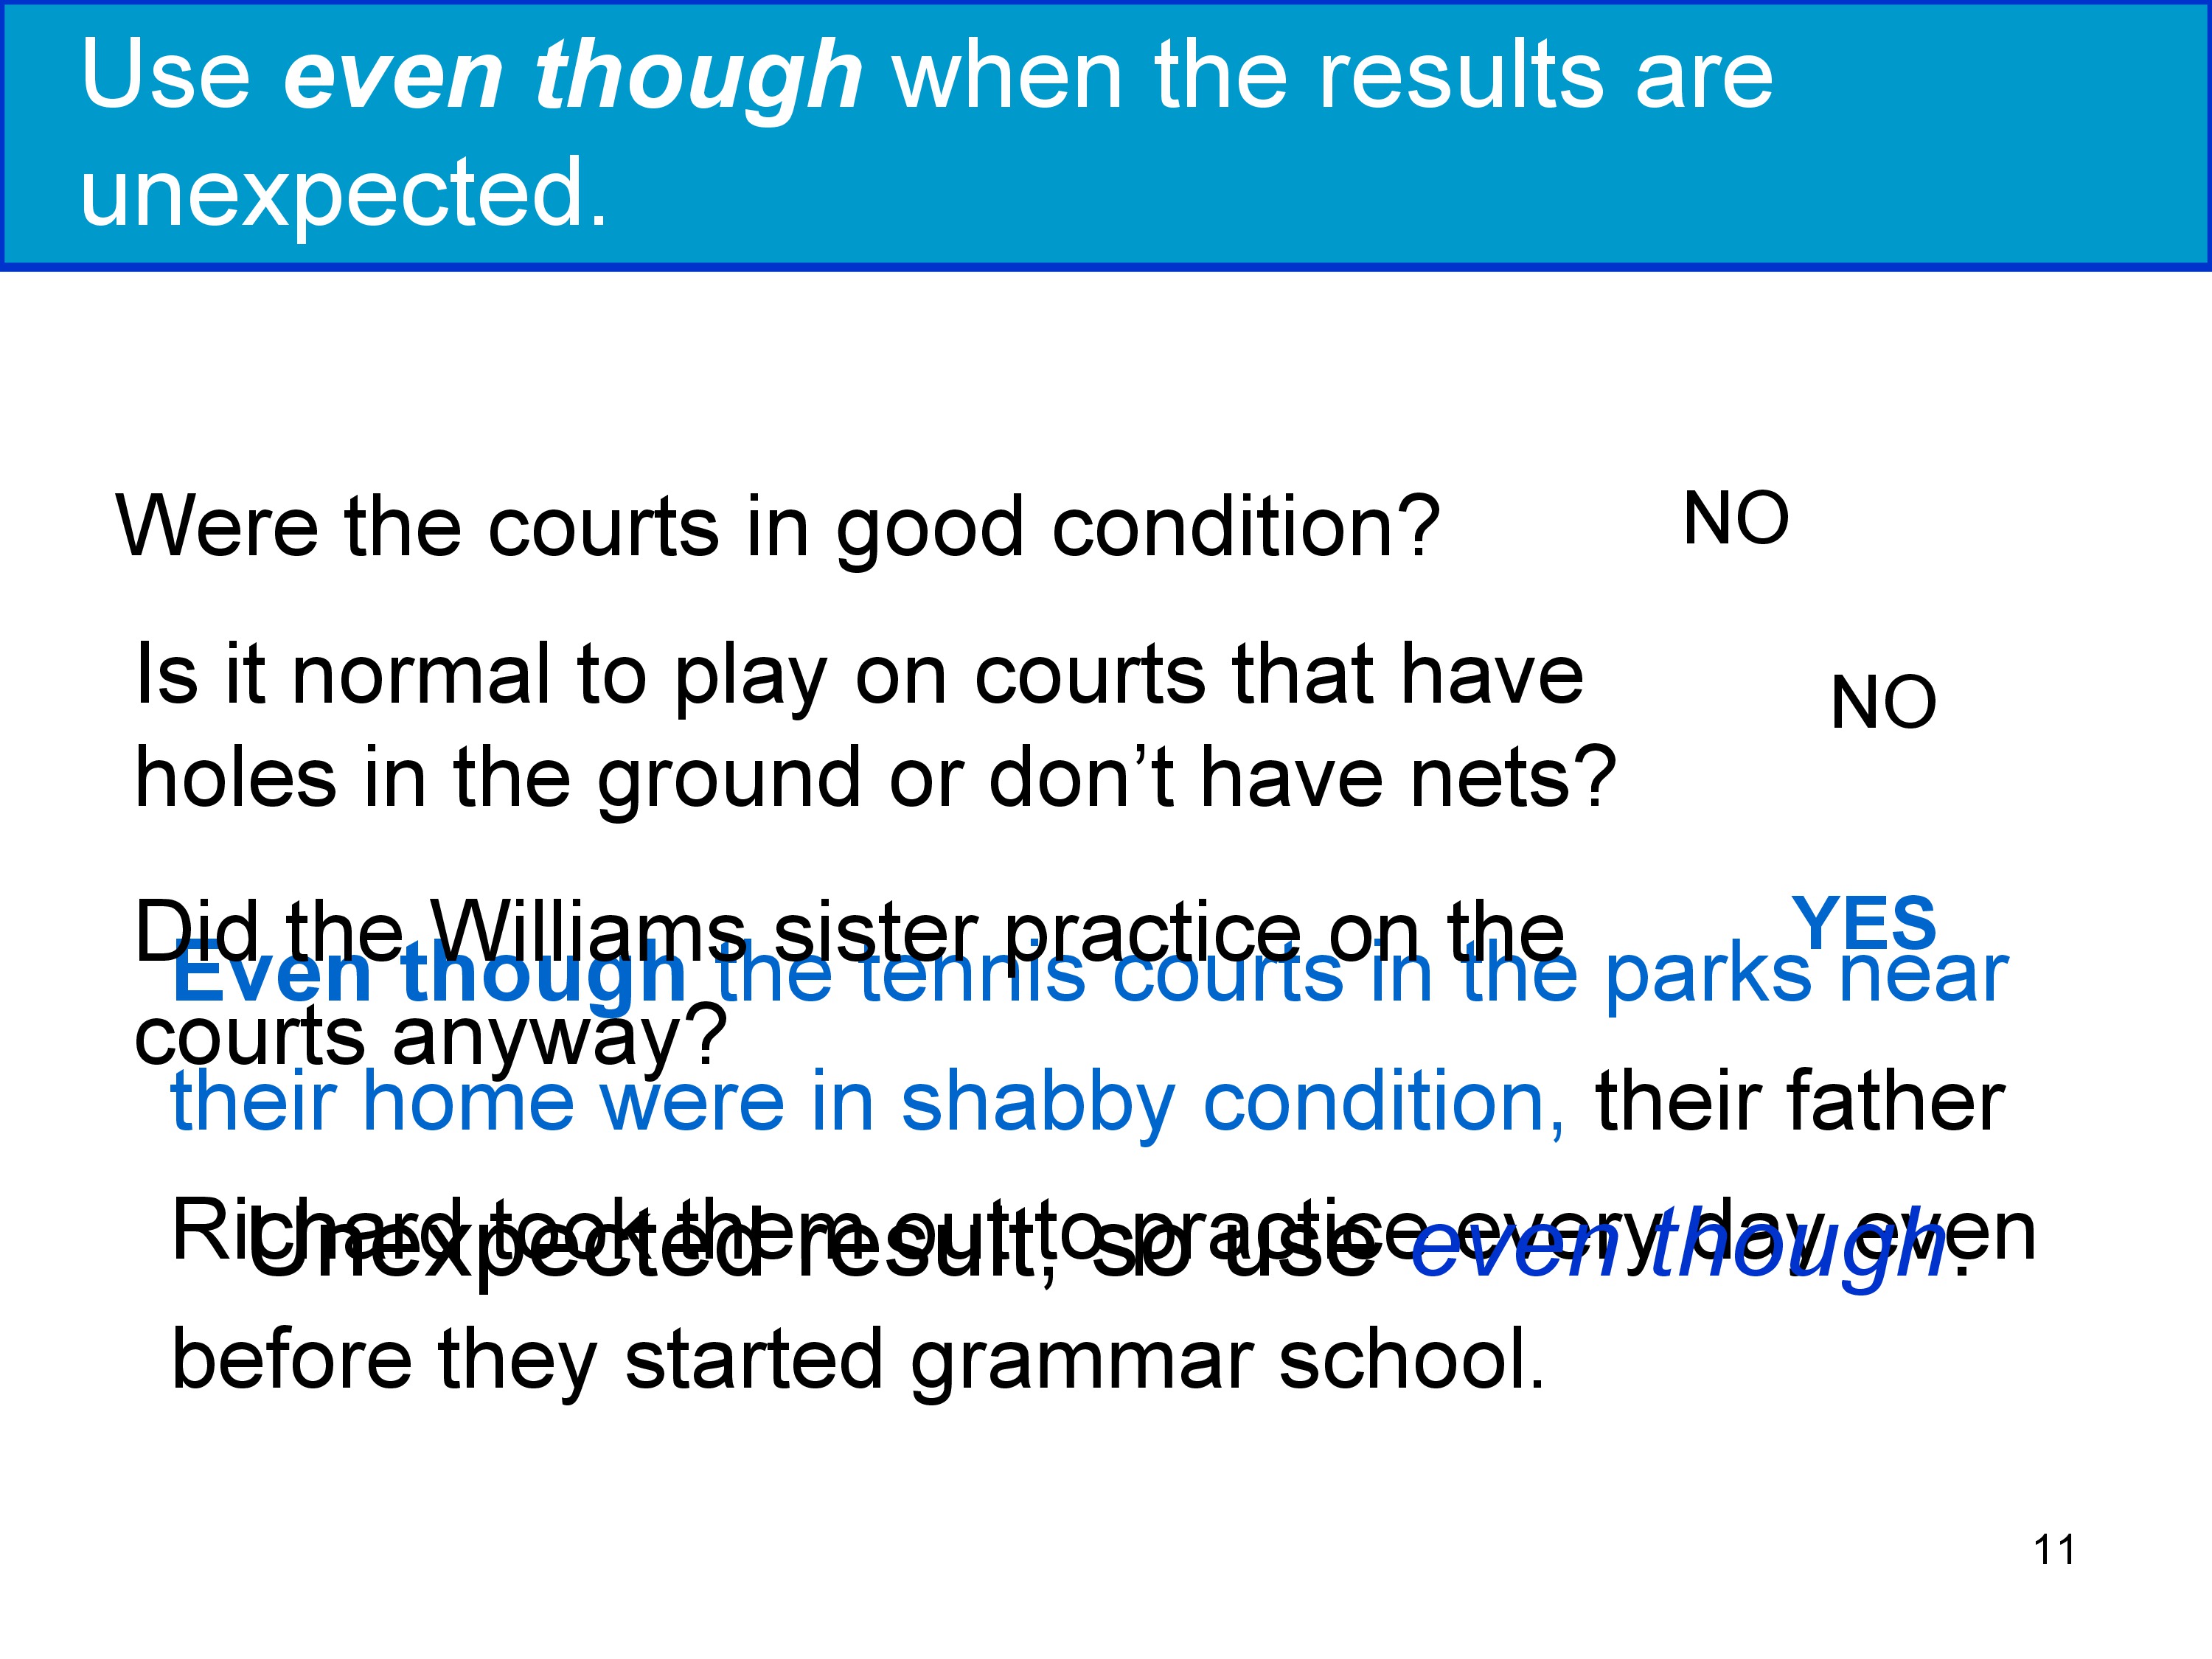 Use even though when the results are
unexpected.
Were the courts in good condition?
NO
Is it normal to play on courts that have
holes in the ground or don’t have nets?
NO
Did the Williams sister practice on the
courts anyway?
YES
Even though the tennis courts in the parks near
their home were in shabby condition, their father
Richard took them out to practice every day even
before they started grammar school.
Unexpected result, so use even though.
11